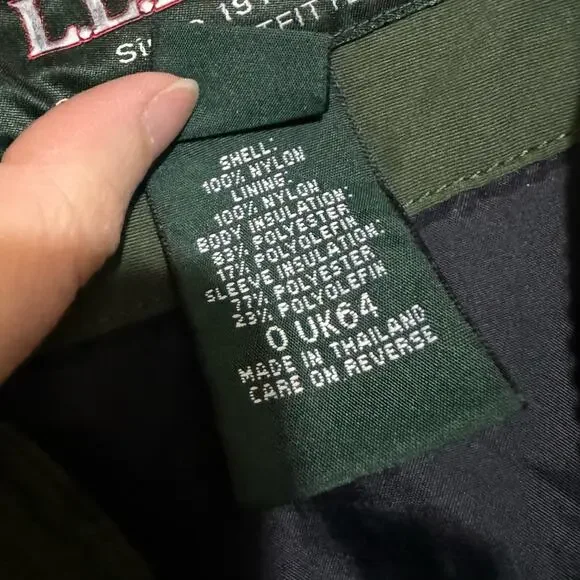 L.L.
SHELL:
100% NYLON
LINING:
100% NYLON
BODY INSULATION:
83% POLYESTER
17% POLYOLEFIN
SLEEVE INSULATION:
77% POLYESTER
23% POLYOLEFIN
0 UK64
MADE IN THAILAND
CARE ON REVERSE